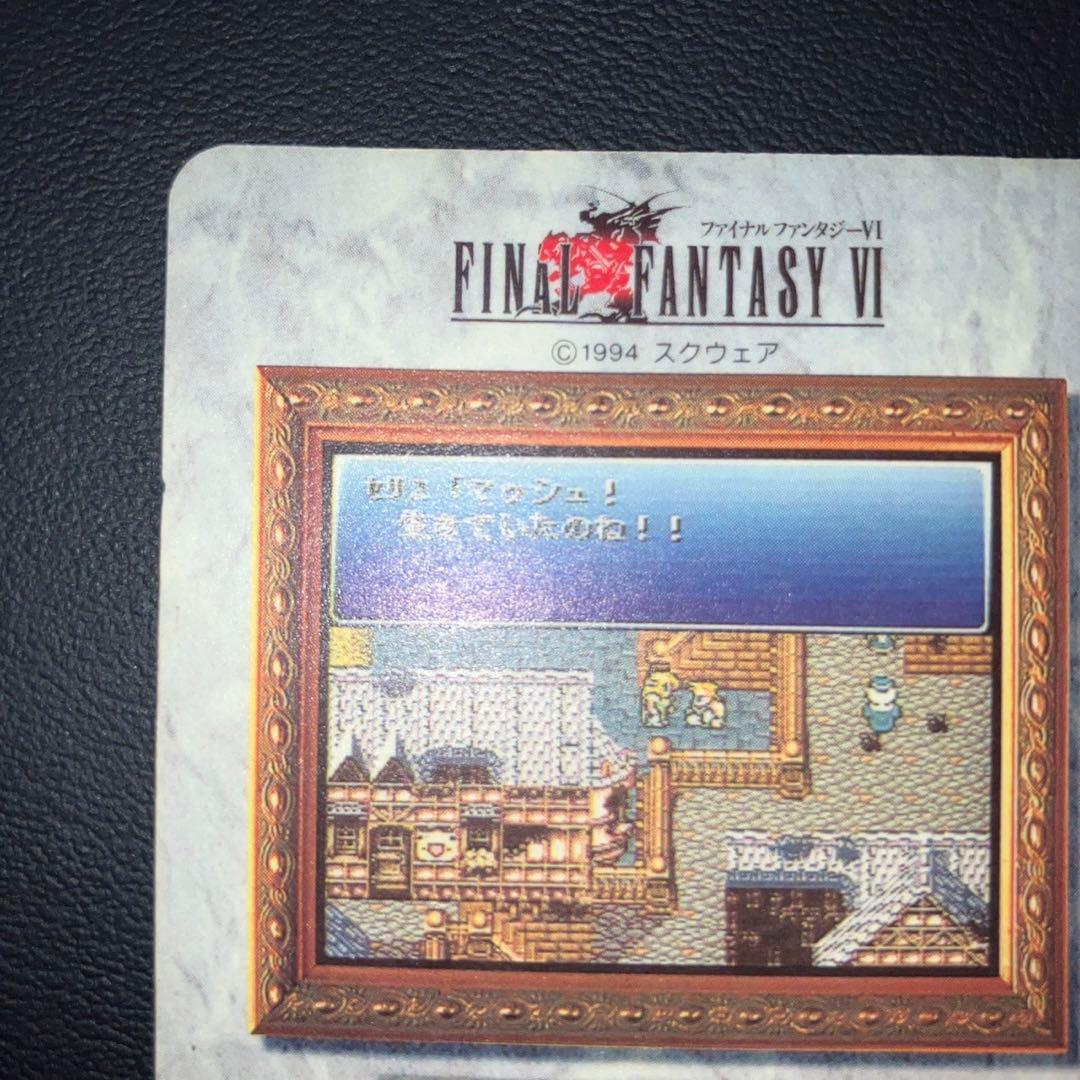 ファイナルファンタジーVI
FINAL FANTASY VI
©1994 スクウェア
「マッシュ！
生きていたのね！！